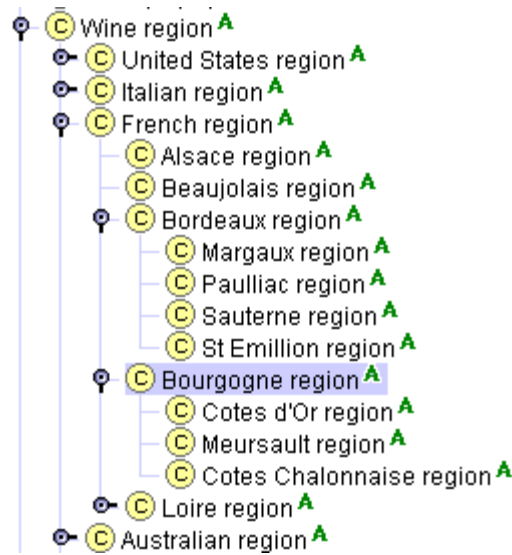 C Wine region A
C United States region A
C Italian region A
C French region A
C Alsace region A
C Beaujolais region A
C Bordeaux region A
C Margaux region A
C Paulliac region A
C Sauterne region A
C St Emillion region A
C Bourgogne region A
C Cotes d'Or region A
C Meursault region A
C Cotes Chalonnaise region A
C Loire region A
C Australian region A